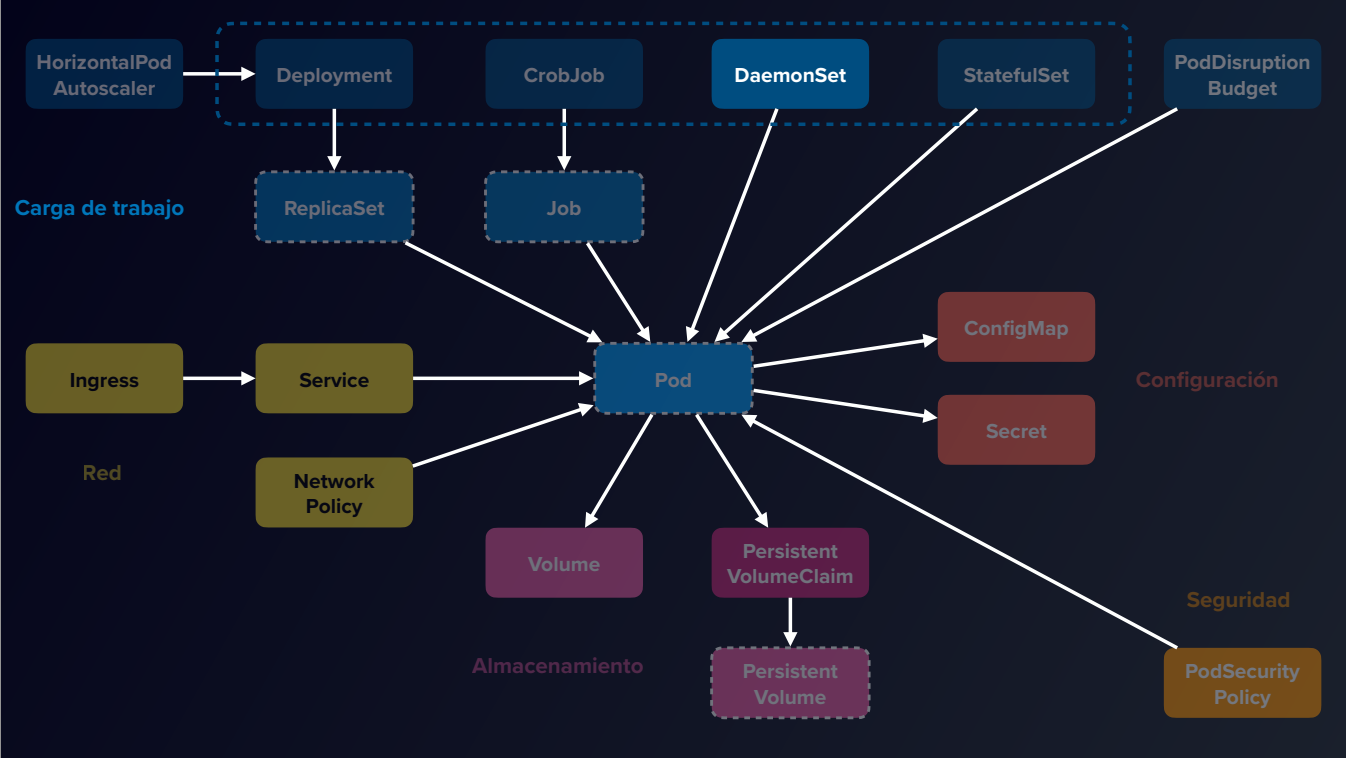 HorizontalPod
Autoscaler
Deployment
CrobJob
DaemonSet
StatefulSet
PodDisruption
Budget
Carga de trabajo
ReplicaSet
Job
ConfigMap
Ingress
Service
Pod
Configuración
Secret
Red
Network
Policy
Volume
Persistent
VolumeClaim
Seguridad
Almacenamiento
Persistent
Volume
PodSecurity
Policy